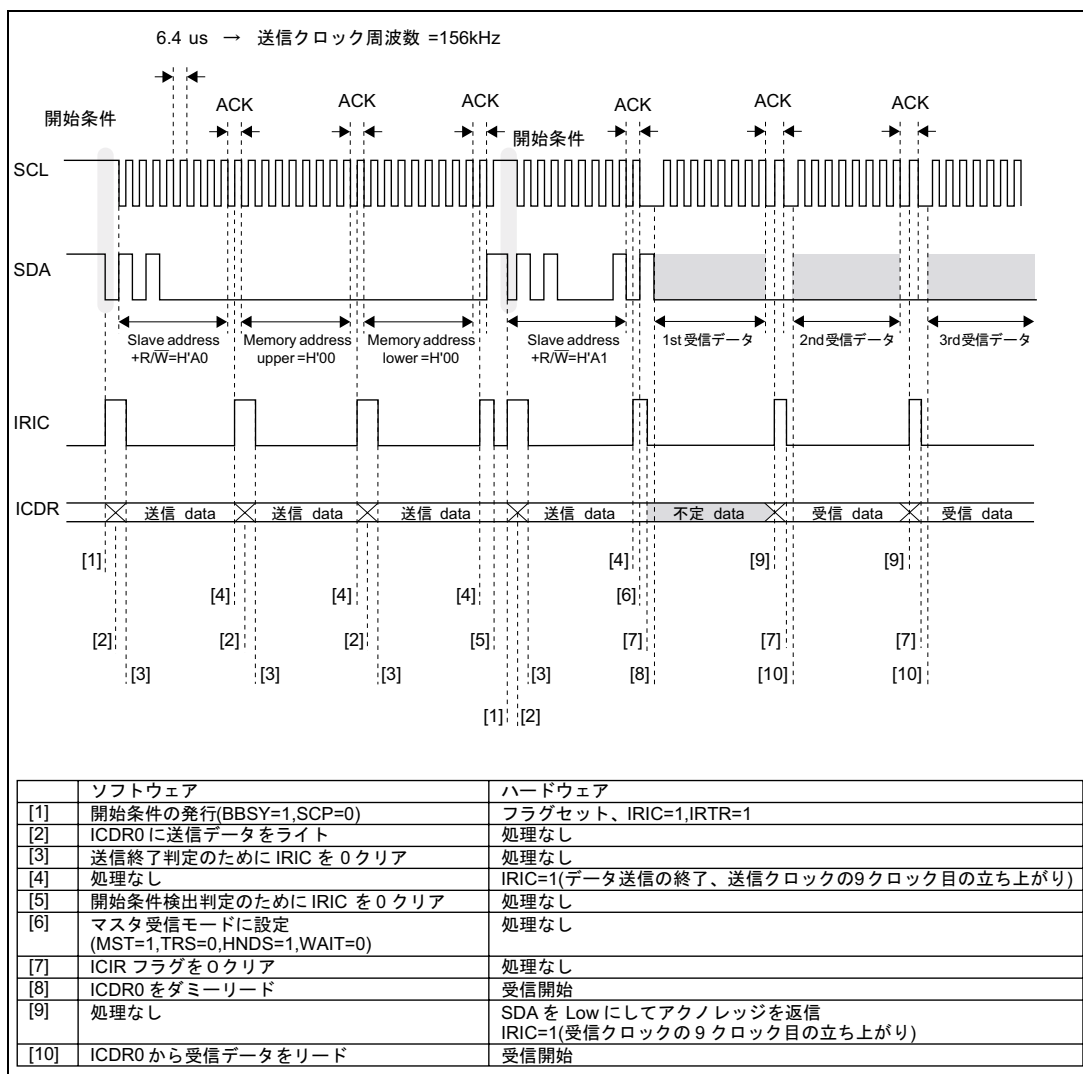 6.4 us → 送信クロック周波数 =156kHz
ACK ACK ACK ACK ACK ACK
開始条件
開始条件
SCL
SDA
Slave address Memory address Memory address Slave address 1st受信データ 2nd受信データ 3rd受信データ
+R/W̅=H'A0 upper =H'00 lower =H'00 +R/W̅=H'A1
IRIC
ICDR 送信 data 送信 data 送信 data 送信 data 不定 data 受信 data 受信 data
[1] [4] [9] [9]
[4] [4] [4] [6]
[2] [2] [2] [5] [7] [7] [7]
[3] [3] [3] [3] [8] [10] [10]
[1] [2]
ソフトウェア ハードウェア
[1] 開始条件の発行(BBSY=1,SCP=0) フラグセット、IRIC=1,IRTR=1
[2] ICDR0 に送信データをライト 処理なし
[3] 送信終了判定のために IRIC を 0 クリア 処理なし
[4] 処理なし IRIC=1(データ送信の終了、送信クロックの9クロック目の立ち上がり)
[5] 開始条件検出判定のために IRIC を 0 クリア 処理なし
[6] マスタ受信モードに設定 処理なし
(MST=1,TRS=0,HNDS=1,WAIT=0)
[7] ICIR フラグを 0 クリア 処理なし
[8] ICDR0 をダミーリード 受信開始
[9] 処理なし SDA を Low にしてアクノレッジを返信
IRIC=1(受信クロックの 9 クロック目の立ち上がり)
[10] ICDR0 から受信データをリード 受信開始